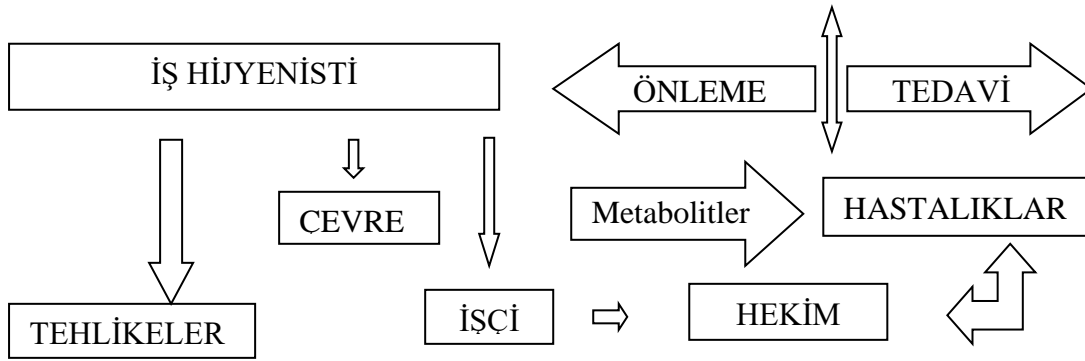 İŞ HİJYENİSTİ
ÖNLEME
TEDAVİ
ÇEVRE
Metabolitler
HASTALIKLAR
TEHLİKELER
İŞÇİ
HEKİM